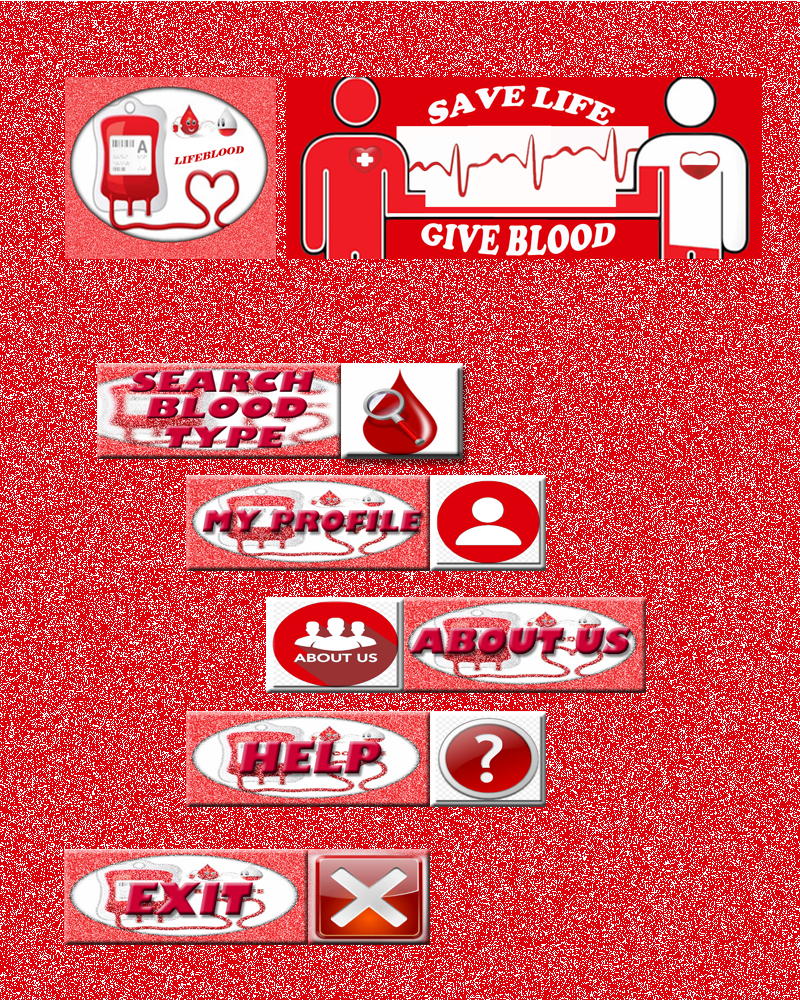 A
LIFEBLOOD
SAVE LIFE
GIVE BLOOD
SEARCH
BLOOD
TYPE
MY PROFILE
ABOUT US
ABOUT US
HELP
?
EXIT